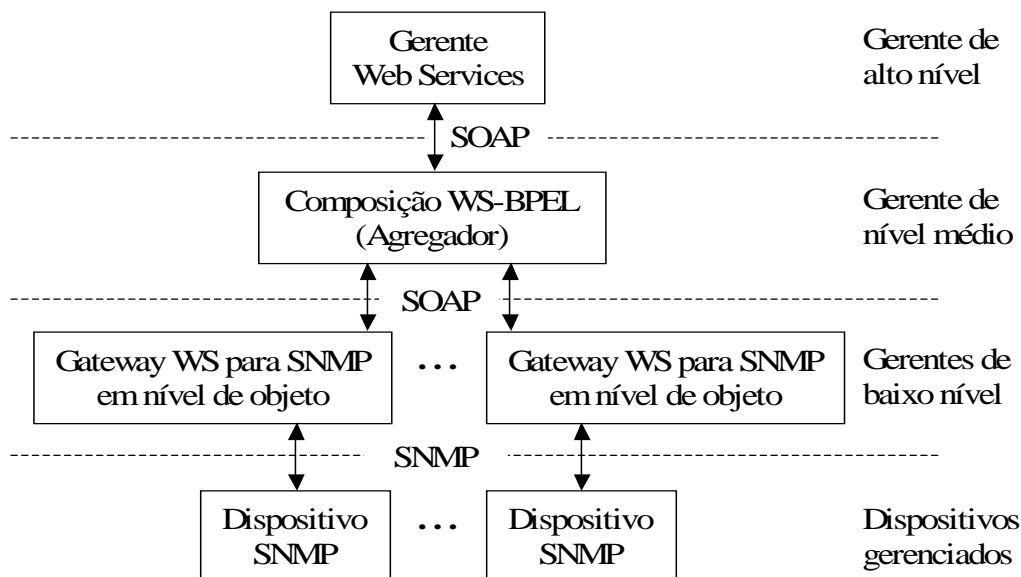 Gerente
Web Services
Gerente de
alto nível
SOAP
Composição WS-BPEL
(Agregador)
Gerente de
nível médio
SOAP
Gateway WS para SNMP
em nível de objeto
...
Gateway WS para SNMP
em nível de objeto
Gerentes de
baixo nível
SNMP
Dispositivo
SNMP
...
Dispositivo
SNMP
Dispositivos
gerenciados